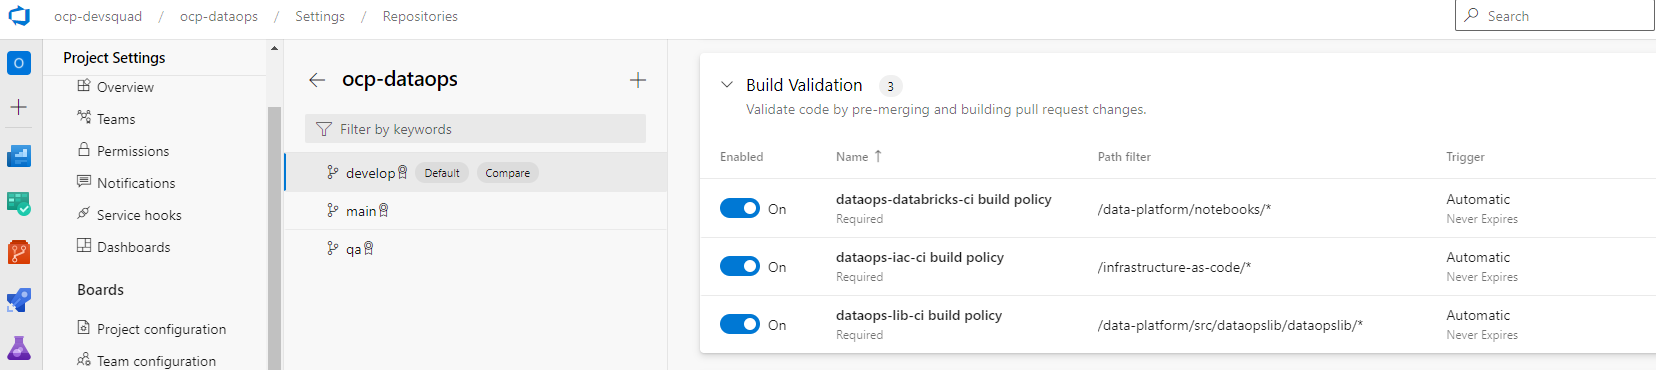 ocp-devsquad / ocp-dataops / Settings / Repositories
Search
O
Project Settings
Overview
Teams
Permissions
Notifications
Service hooks
Dashboards
Boards
Project configuration
Team configuration
ocp-dataops
Filter by keywords
develop Default Compare
main
qa
Build Validation 3
Validate code by pre-merging and building pull request changes.
Enabled Name ↑ Path filter Trigger
On dataops-databricks-ci build policy /data-platform/notebooks/* Automatic
Required Never Expires
On dataops-iac-ci build policy /infrastructure-as-code/* Automatic
Required Never Expires
On dataops-lib-ci build policy /data-platform/src/dataopslib/dataopslib/* Automatic
Required Never Expires